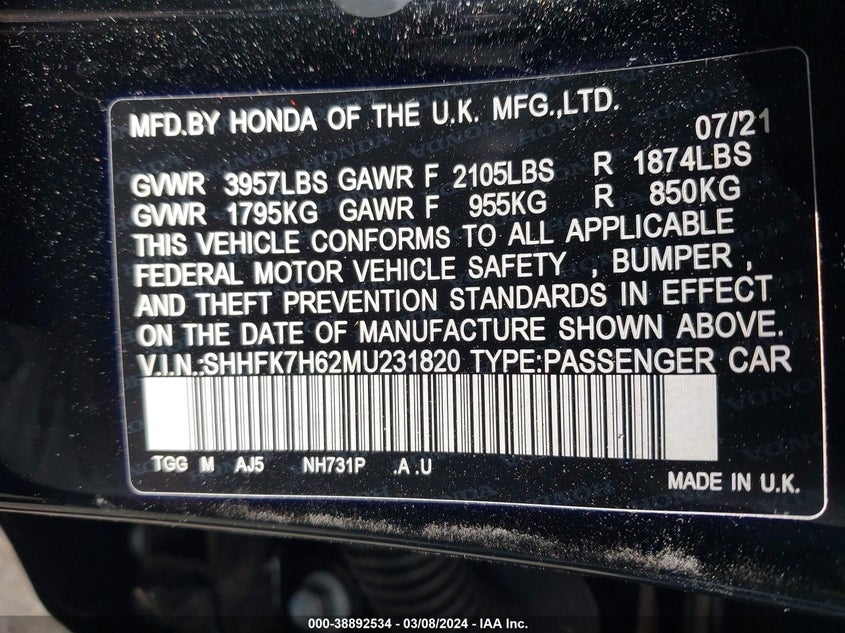 MFD.BY HONDA OF THE U.K. MFG.,LTD.
07/21
GVWR 3957LBS GAWR F 2105LBS R 1874LBS
GVWR 1795KG GAWR F 955KG R 850KG
THIS VEHICLE CONFORMS TO ALL APPLICABLE
FEDERAL MOTOR VEHICLE SAFETY , BUMPER ,
AND THEFT PREVENTION STANDARDS IN EFFECT
ON THE DATE OF MANUFACTURE SHOWN ABOVE.
V.I.N.:SHHFK7H62MU231820 TYPE:PASSENGER CAR
TGG M AJ5 NH731P .A .U
MADE IN U.K.
000-38892534 - 03/08/2024 - IAA Inc.